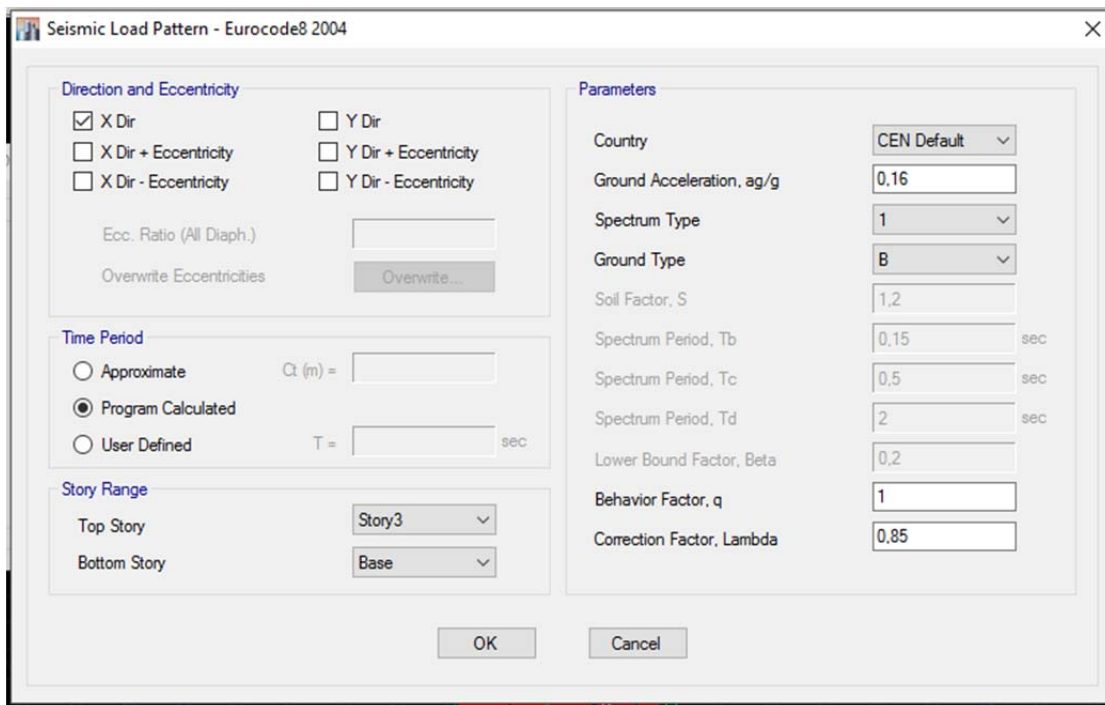 Seismic Load Pattern - Eurocode8 2004
Direction and Eccentricity
X Dir
Y Dir
X Dir + Eccentricity
Y Dir + Eccentricity
X Dir - Eccentricity
Y Dir - Eccentricity
Ecc. Ratio (All Diaph.)
Overwrite Eccentricities
Overwrite...
Time Period
Approximate
Ct (m) =
Program Calculated
User Defined
T =
sec
Story Range
Top Story
Story3
Bottom Story
Base
Parameters
Country
CEN Default
Ground Acceleration, ag/g
0,16
Spectrum Type
1
Ground Type
B
Soil Factor, S
1,2
Spectrum Period, Tb
0,15
sec
Spectrum Period, Tc
0,5
sec
Spectrum Period, Td
2
sec
Lower Bound Factor, Beta
0,2
Behavior Factor, q
1
Correction Factor, Lambda
0,85
OK
Cancel